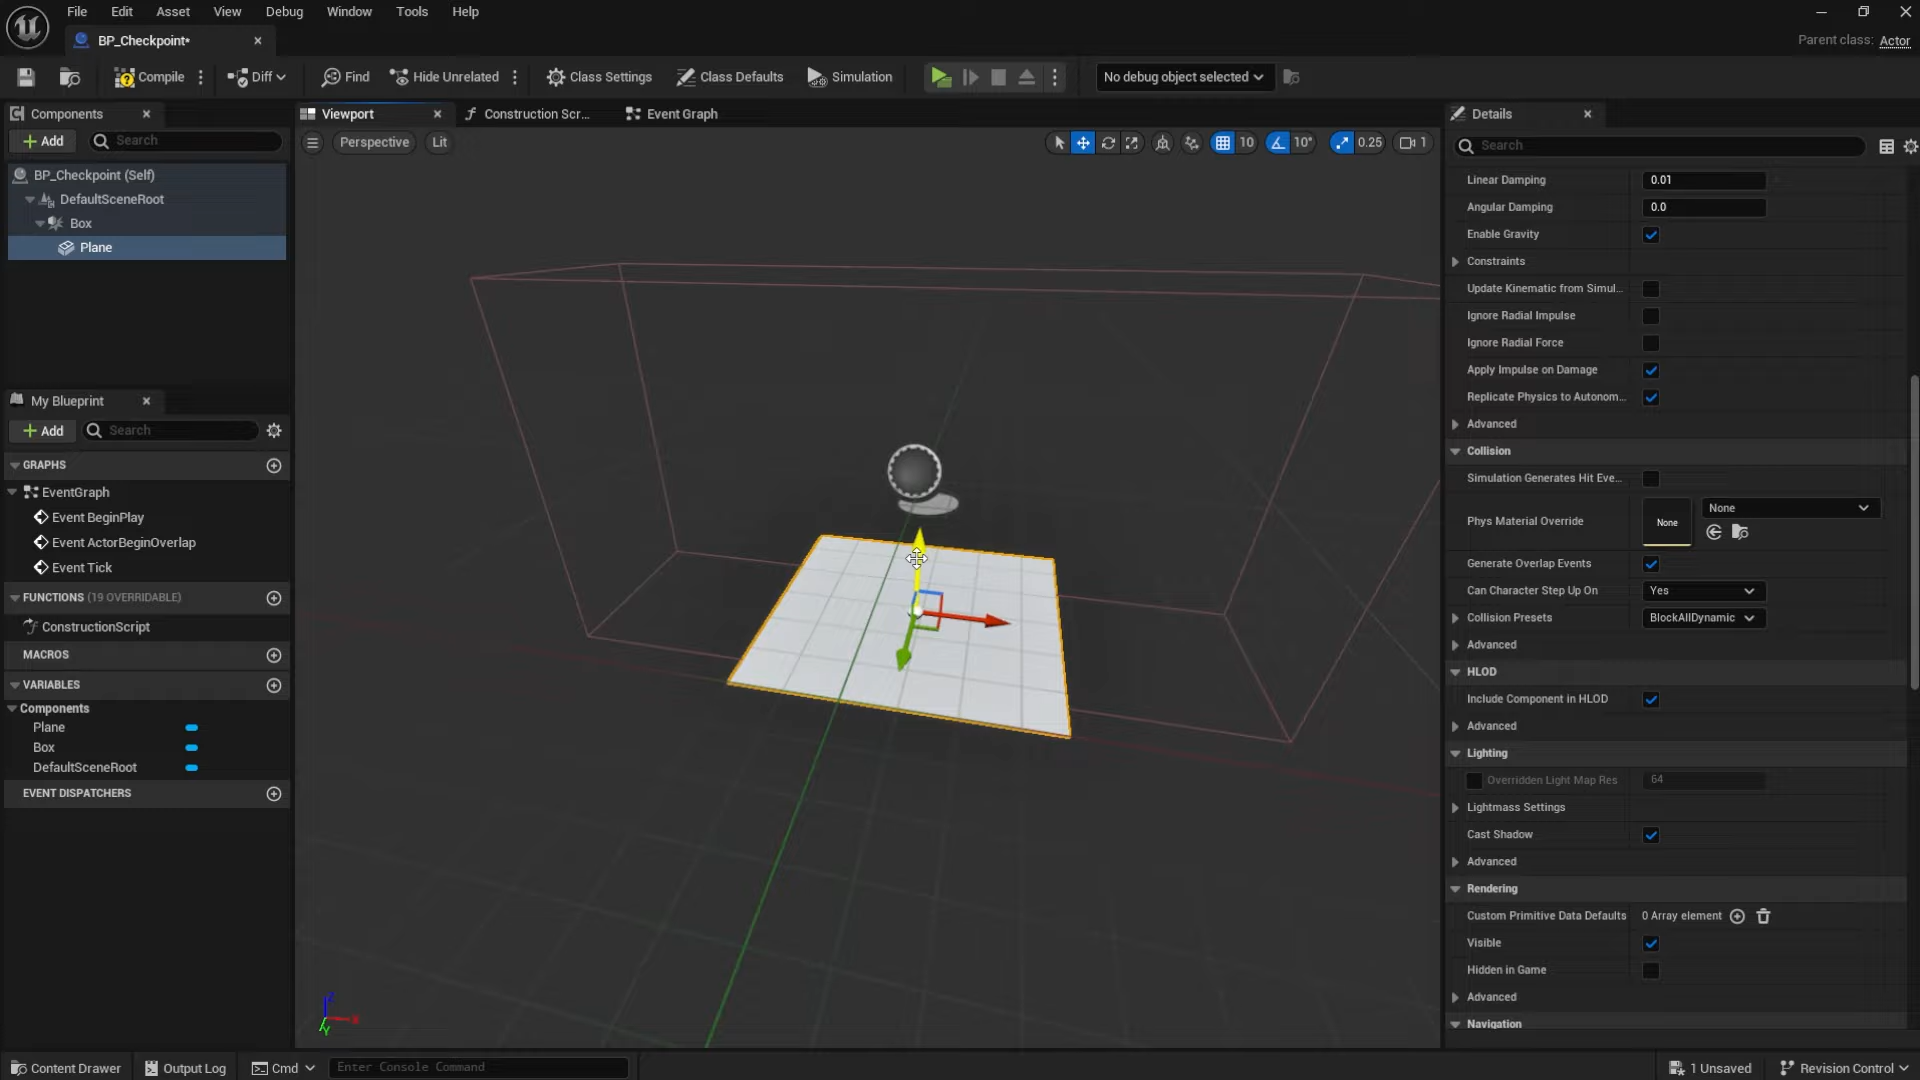 File Edit Asset View Debug Window Tools Help
BP_Checkpoint*
Parent class: Actor
Compile Diff Find Hide Unrelated Class Settings Class Defaults Simulation No debug object selected
Components
Add Search
BP_Checkpoint (Self)
DefaultSceneRoot
Box
Plane
My Blueprint
Add Search
GRAPHS
EventGraph
Event BeginPlay
Event ActorBeginOverlap
Event Tick
FUNCTIONS (19 OVERRIDABLE)
ConstructionScript
MACROS
VARIABLES
Components
Plane
Box
DefaultSceneRoot
EVENT DISPATCHERS
Viewport Construction Scr... Event Graph
Perspective Lit 10 10° 0.25 1
Z
X
Y
Details
Search
Linear Damping 0.01
Angular Damping 0.0
Enable Gravity
Constraints
Update Kinematic from Simul...
Ignore Radial Impulse
Ignore Radial Force
Apply Impulse on Damage
Replicate Physics to Autonom...
Advanced
Collision
Simulation Generates Hit Eve...
Phys Material Override None None
Generate Overlap Events
Can Character Step Up On Yes
Collision Presets BlockAllDynamic
Advanced
HLOD
Include Component in HLOD
Advanced
Lighting
Overridden Light Map Res 64
Lightmass Settings
Cast Shadow
Advanced
Rendering
Custom Primitive Data Defaults 0 Array element
Visible
Hidden in Game
Advanced
Navigation
Content Drawer Output Log Cmd Enter Console Command 1 Unsaved Revision Control